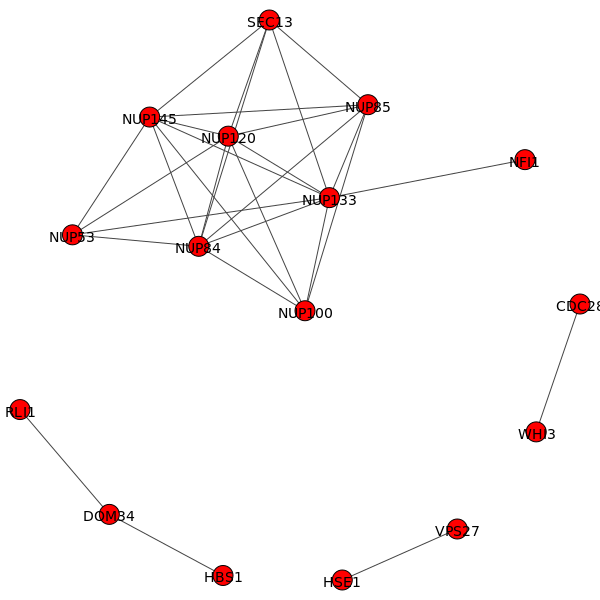 SEC13
NUP85
NUP145
NUP120
NFI1
NUP133
NUP53
NUP84
CDC28
NUP100
RLI1
WHI3
DOM34
VPS27
HBS1
HSE1